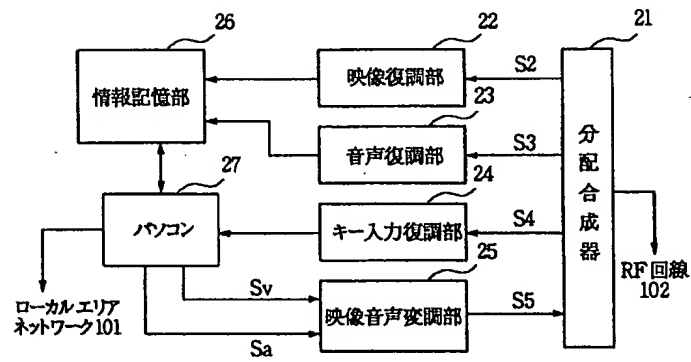 26
22
21
情報記憶部
映像復調部
S2
23
音声復調部
S3
分配合成器
27
24
パソコン
キー入力復調部
S4
25
RF回線
102
ローカルエリア
ネットワーク101
Sv
映像音声変調部
S5
Sa